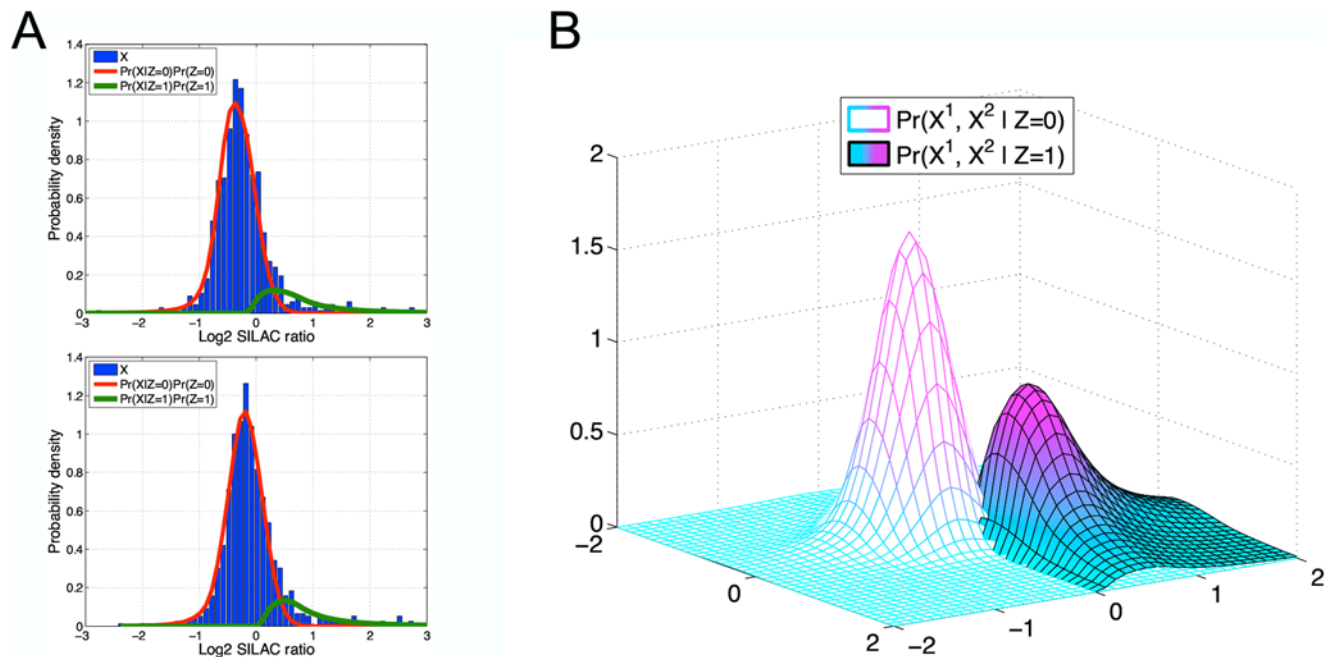 A
Probability density
1.4
1.2
1
0.8
0.6
0.4
0.2
0
X
Pr(X|Z=0)Pr(Z=0)
Pr(X|Z=1)Pr(Z=1)
−3 −2 −1 0 1 2 3
Log2 SILAC ratio
Probability density
1.4
1.2
1
0.8
0.6
0.4
0.2
0
X
Pr(X|Z=0)Pr(Z=0)
Pr(X|Z=1)Pr(Z=1)
−3 −2 −1 0 1 2 3
Log2 SILAC ratio
B
Pr(X¹, X² | Z=0)
Pr(X¹, X² | Z=1)
2
1.5
1
0.5
0
−2
0
2
−2
−1
0
1
2